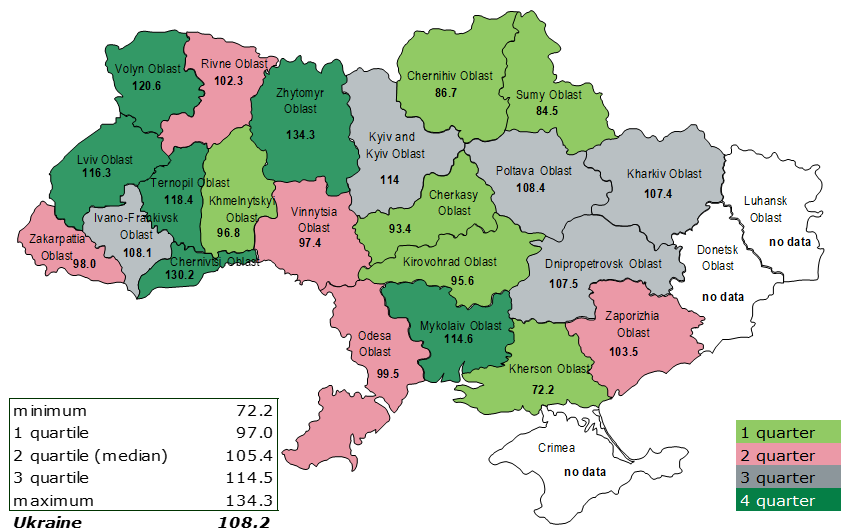 Volyn Oblast
120.6
Rivne Oblast
102.3
Zhytomyr
Oblast
134.3
Chernihiv Oblast
86.7
Sumy Oblast
84.5
Kyiv and
Kyiv Oblast
114
Lviv Oblast
116.3
Ternopil Oblast
118.4
Khmelnytskyi
Oblast
96.8
Ivano-Frankivsk
Oblast
108.1
Zakarpattia
Oblast
98.0
Chernivtsi Oblast
130.2
Vinnytsia
Oblast
97.4
Cherkasy
Oblast
93.4
Poltava Oblast
108.4
Kharkiv Oblast
107.4
Luhansk
Oblast
no data
Donetsk
Oblast
no data
Kirovohrad Oblast
95.6
Dnipropetrovsk Oblast
107.5
Zaporizhia
Oblast
103.5
Odesa
Oblast
99.5
Mykolaiv Oblast
114.6
Kherson Oblast
72.2
Crimea
no data
minimum 72.2
1 quartile 97.0
2 quartile (median) 105.4
3 quartile 114.5
maximum 134.3
Ukraine 108.2
1 quarter
2 quarter
3 quarter
4 quarter